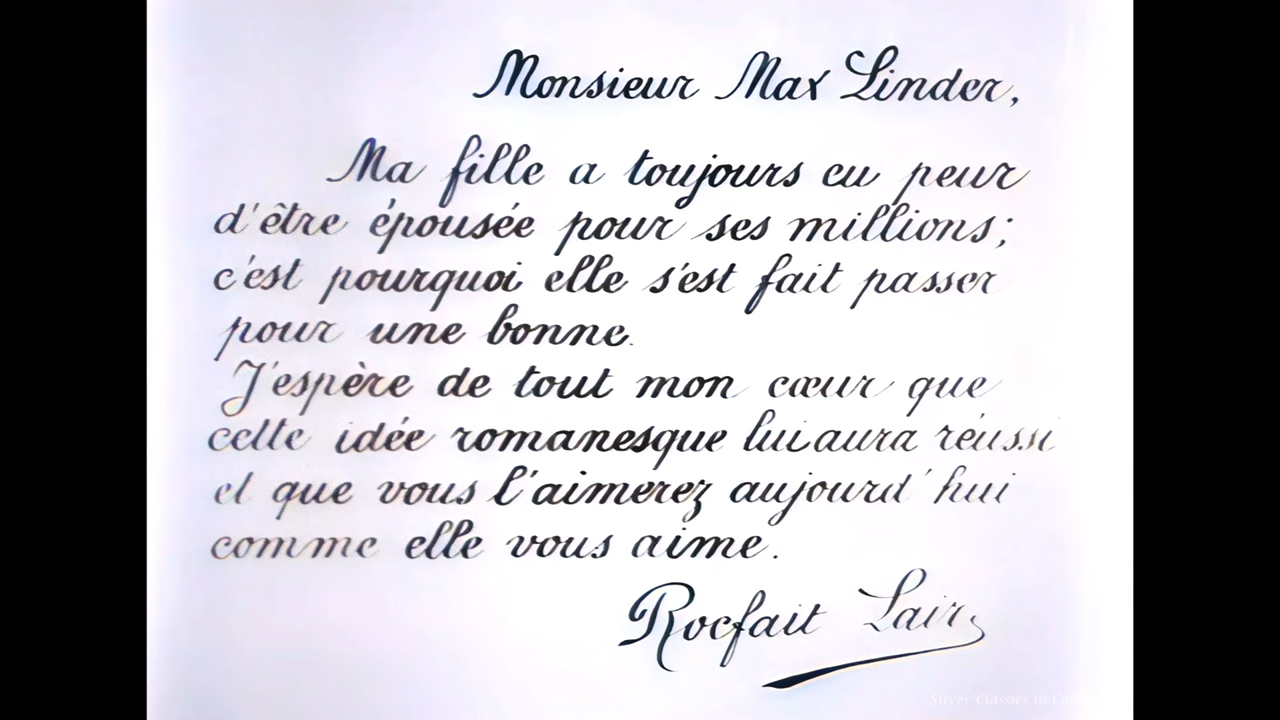 Monsieur Max Linder,
Ma fille a toujours eu peur
d'être épousée pour ses millions;
c'est pourquoi elle s'est fait passer
pour une bonne.
J'espère de tout mon cœur que
cette idée romanesque lui aura réussi
et que vous l'aimerez aujourd'hui
comme elle vous aime.
Rocfait Lair
Silver Classics in Color